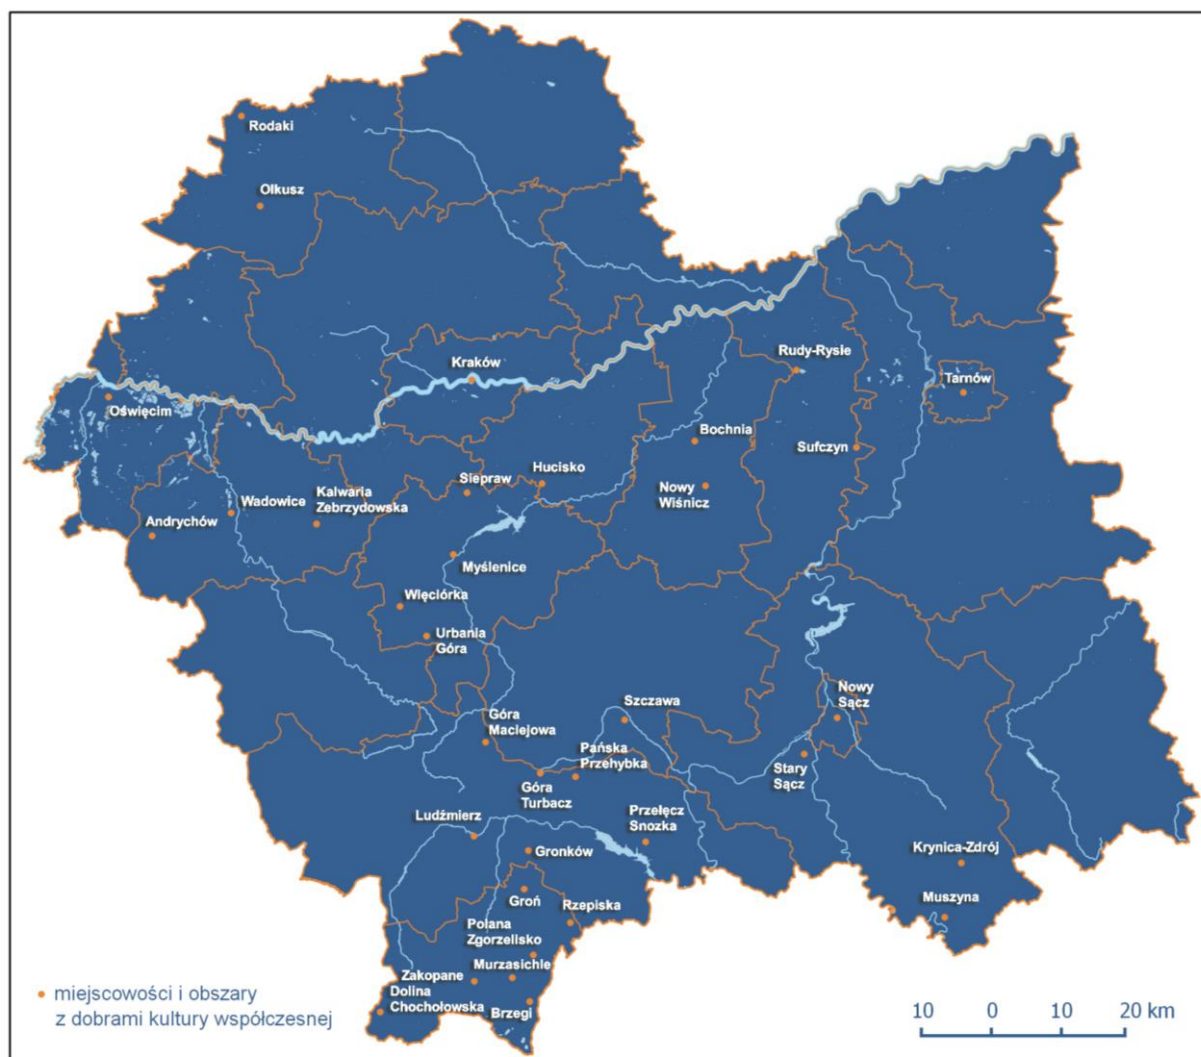 Rodaki
Olkusz
Kraków
Rudy-Rysie
Tarnów
Oświęcim
Bochnia
Sufczyn
Hucisko
Siepraw
Nowy
Wiśnicz
Kalwaria
Zebrzydowska
Wadowice
Andrychów
Myślenice
Więciórka
Urbania
Góra
Nowy
Sącz
Szczawa
Góra
Maciejowa
Pańska
Przehybka
Stary
Sącz
Góra
Turbacz
Ludźmierz
Przełęcz
Snozka
Gronków
Krynica-Zdrój
Groń
Rzepiska
Muszyna
Polana
Zgorzelisko
Murzasichle
Zakopane
Dolina
Chochołowska
Brzegi
miejscowości i obszary
z dobrami kultury współczesnej
10 0 10 20 km